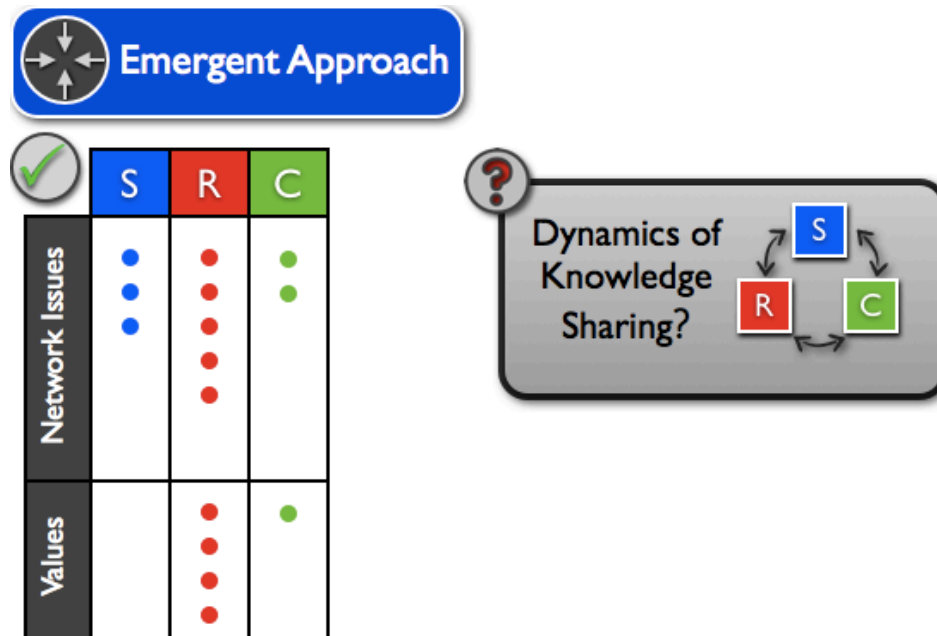 Emergent Approach
S R C
Network Issues
Values
?
Dynamics of
Knowledge
Sharing?
S
R
C